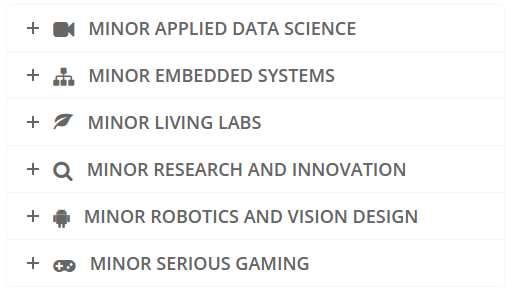 MINOR APPLIED DATA SCIENCE
MINOR EMBEDDED SYSTEMS
MINOR LIVING LABS
MINOR RESEARCH AND INNOVATION
MINOR ROBOTICS AND VISION DESIGN
MINOR SERIOUS GAMING